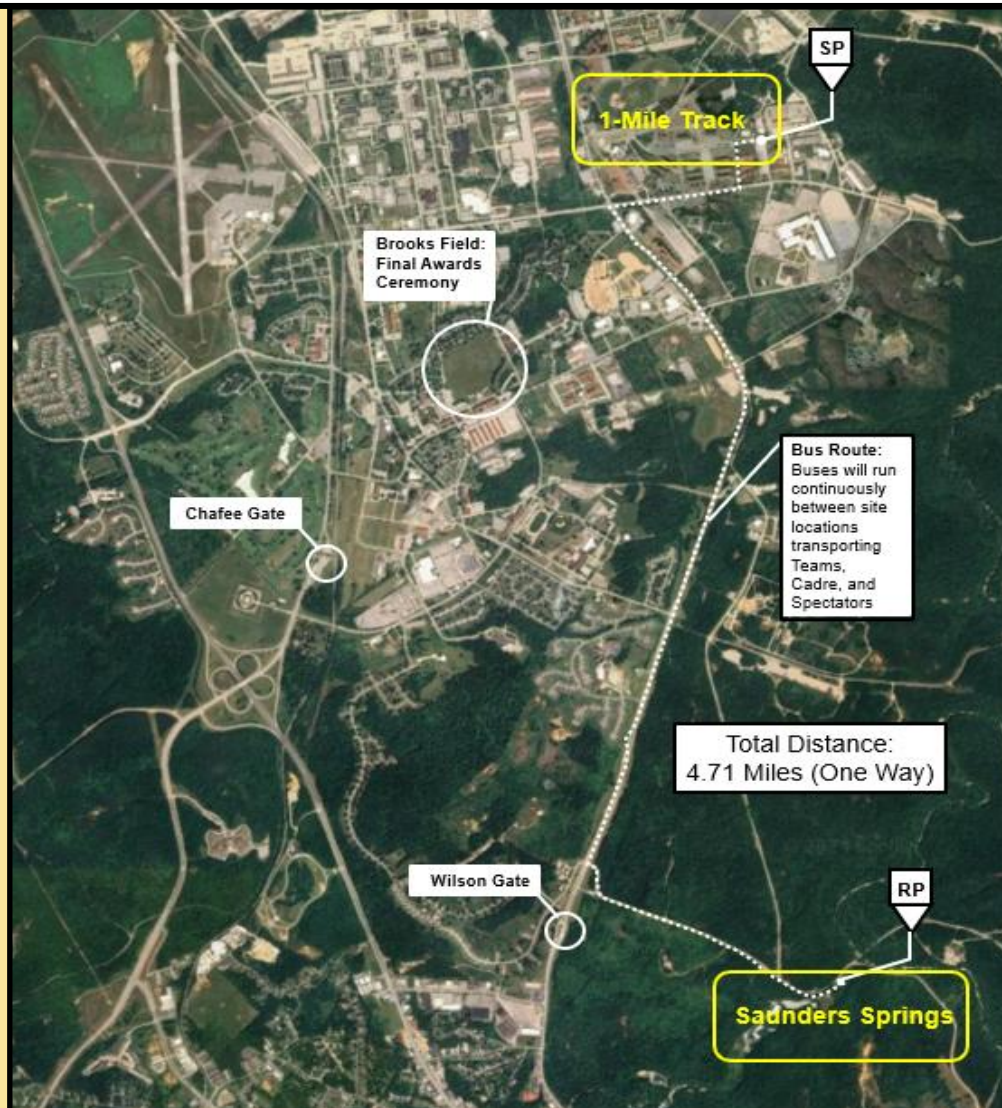 SP
1-Mile Track
Brooks Field:
Final Awards
Ceremony
Bus Route:
Buses will run
continuously
between site
locations
transporting
Teams,
Cadre, and
Spectators
Chafee Gate
Total Distance:
4.71 Miles (One Way)
Wilson Gate
RP
Saunders Springs